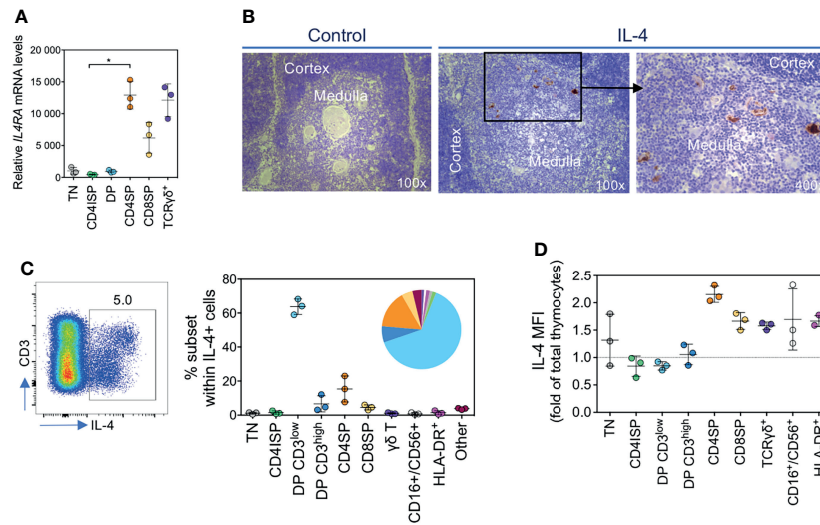 A
Relative IL4RA mRNA levels
20 000
15 000
10 000
5 000
0
*
TN
CD4ISP
DP
CD4SP
CD8SP
TCRγδ+
B
Control
IL-4
Cortex
Medulla
100x
Cortex
Medulla
100x
Medulla
C
5.0
CD3
IL-4
% subset
within IL-4+ cells
80
60
40
20
0
TN
CD4ISP
DP CD3low
DP CD3high
CD4SP
CD8SP
γδ T
CD16+/CD56+
HLA-DR+
Other
D
IL-4 MFI
(fold of total thymocytes)
2.5
2.0
1.5
1.0
0.5
0.0
TN
CD4ISP
DP CD3low
DP CD3high
CD4SP
CD8SP
TCRγδ+
CD16+/CD56+